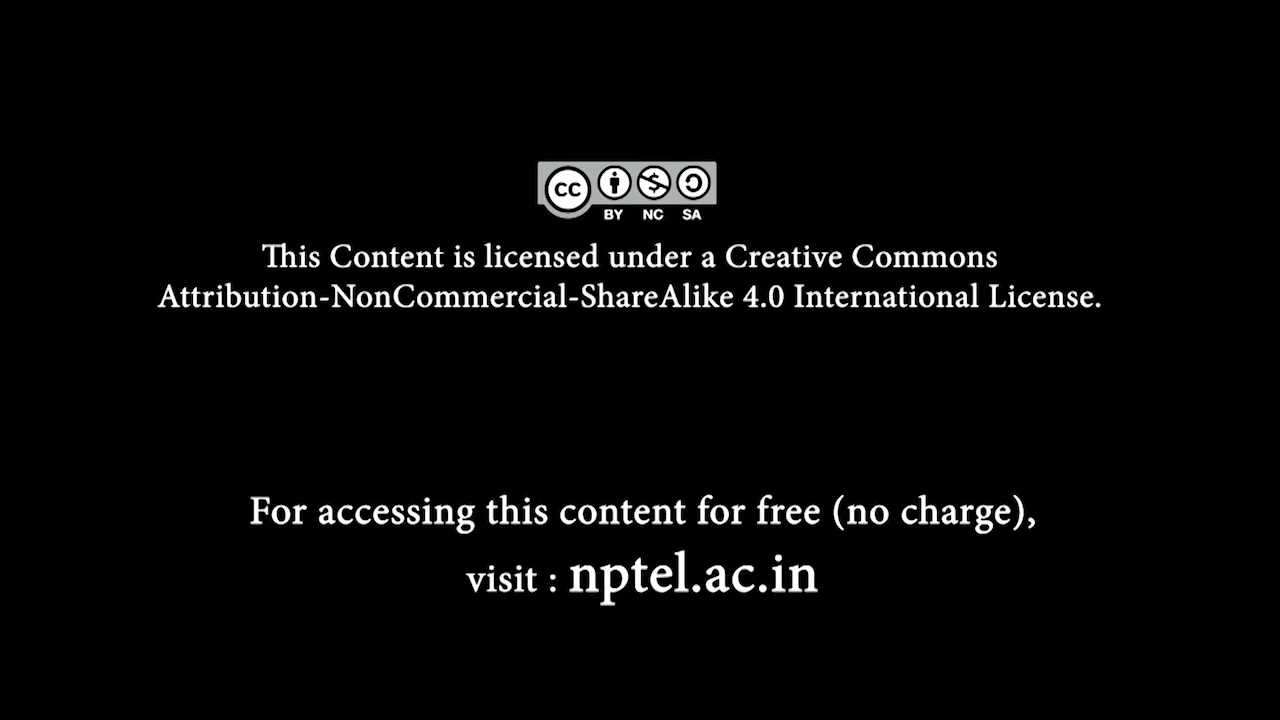 CC BY NC SA
This Content is licensed under a Creative Commons
Attribution-NonCommercial-ShareAlike 4.0 International License.
For accessing this content for free (no charge),
visit : nptel.ac.in